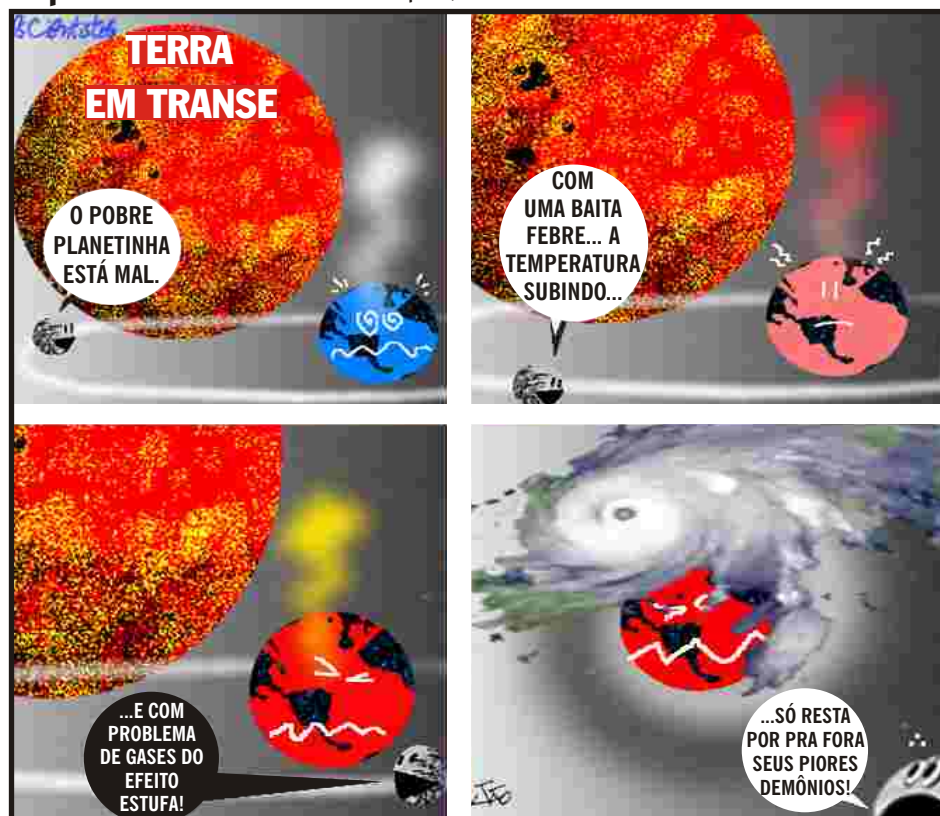 TERRA
EM TRANSE
O POBRE
PLANETINHA
ESTÁ MAL.
COM
UMA BAITA
FEBRE... A
TEMPERATURA
SUBINDO...
...E COM
PROBLEMA
DE GASES DO
EFEITO
ESTUFA!
...SÓ RESTA
POR PRA FORA
SEUS PIORES
DEMÔNIOS!